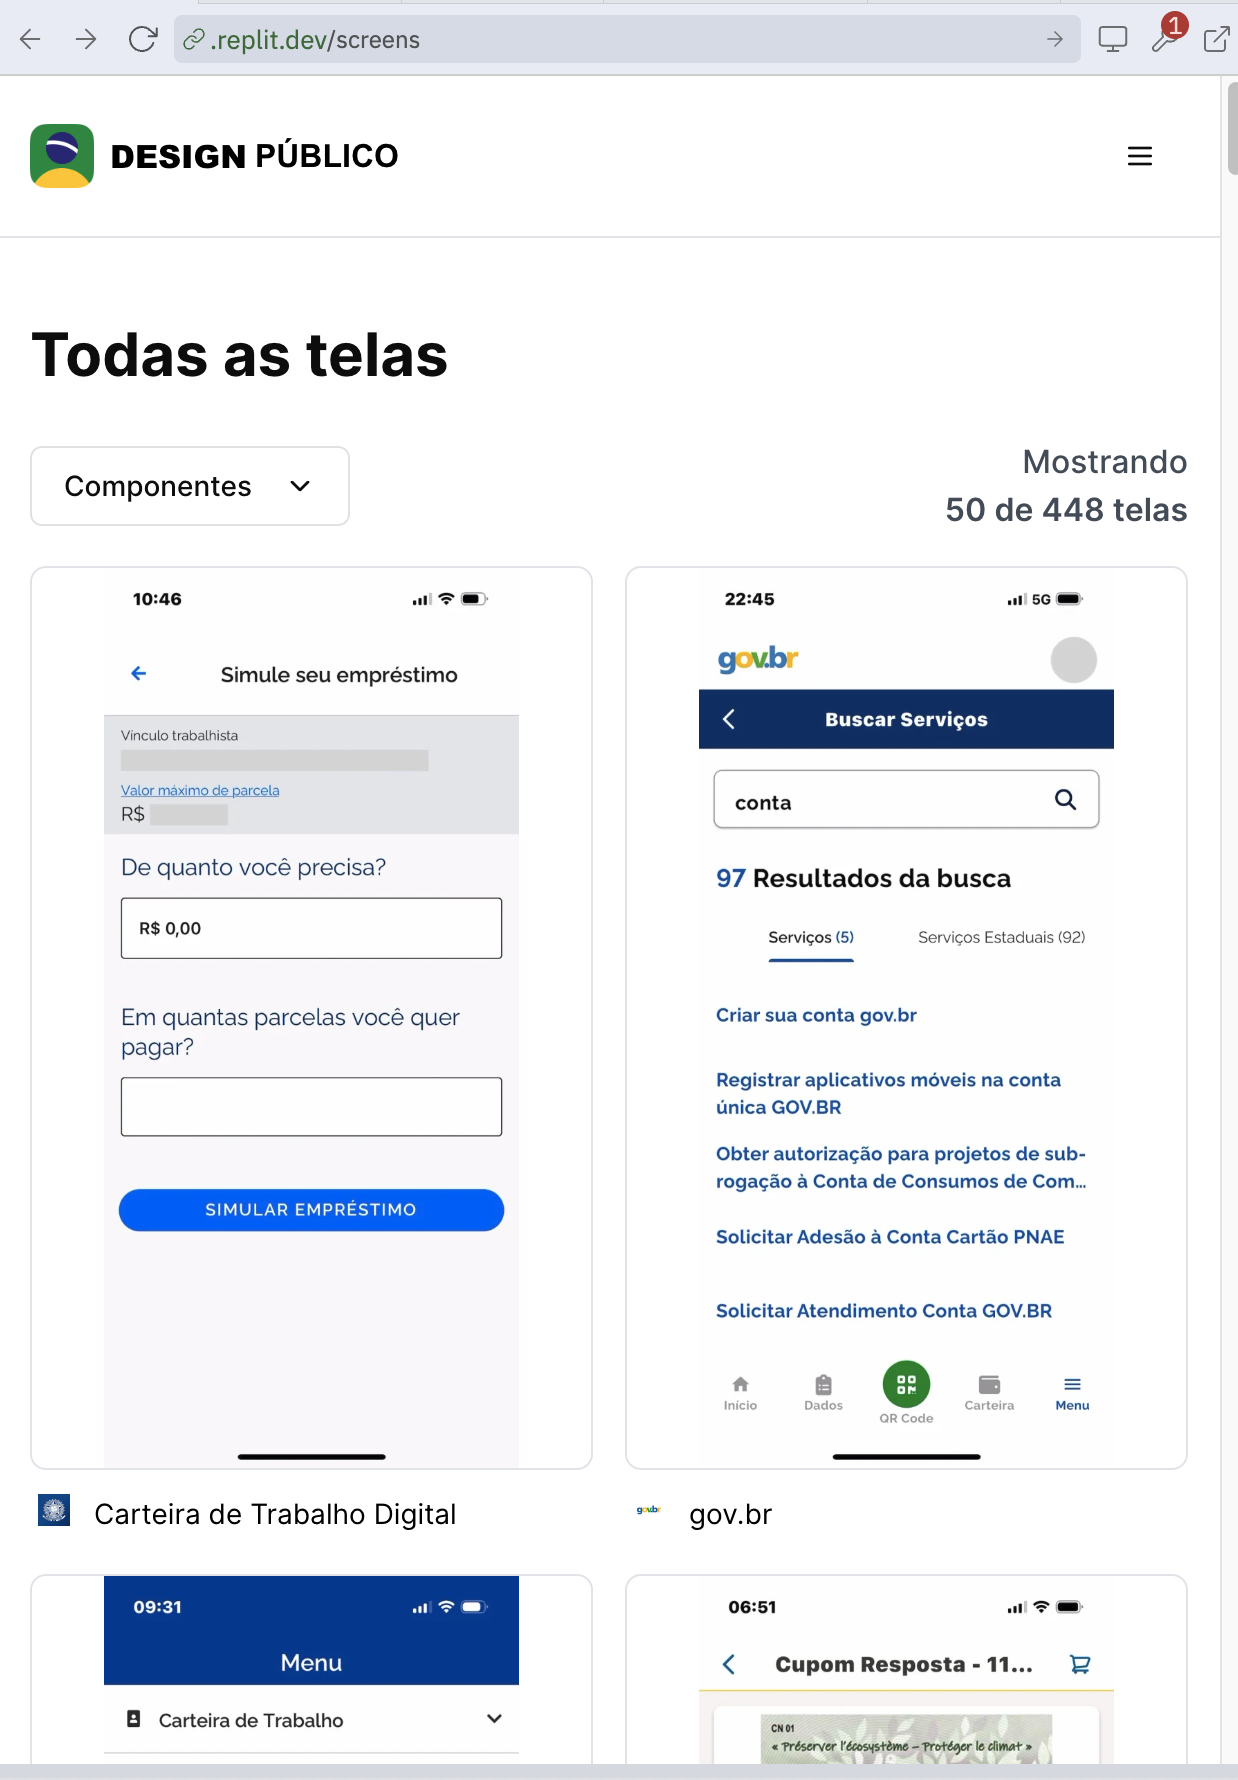 .replit.dev/screens
1
DESIGN PÚBLICO
Todas as telas
Componentes
Mostrando
50 de 448 telas
10:46
Simule seu empréstimo
Vínculo trabalhista
Valor máximo de parcela
R$
De quanto você precisa?
R$ 0,00
Em quantas parcelas você quer
pagar?
SIMULAR EMPRÉSTIMO
Carteira de Trabalho Digital
22:45
5G
gov.br
Buscar Serviços
conta
97 Resultados da busca
Serviços (5)
Serviços Estaduais (92)
Criar sua conta gov.br
Registrar aplicativos móveis na conta
única GOV.BR
Obter autorização para projetos de sub-
rogação à Conta de Consumos de Com...
Solicitar Adesão à Conta Cartão PNAE
Solicitar Atendimento Conta GOV.BR
Início
Dados
QR Code
Carteira
Menu
gov.br
gov.br
09:31
Menu
Carteira de Trabalho
06:51
Cupom Resposta - 11...
CN 01
« Préserver l'écosystème – Protéger le climat »